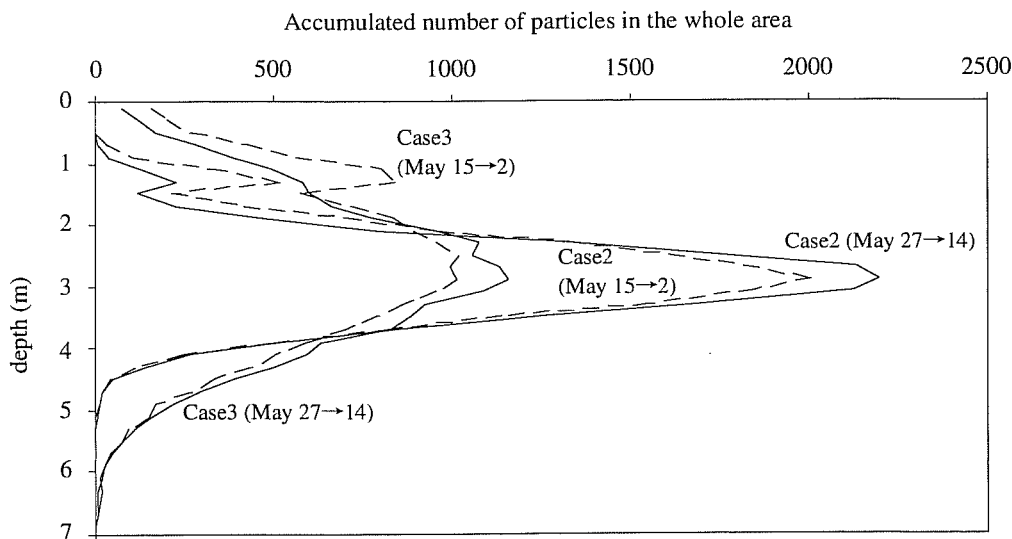 Accumulated number of particles in the whole area
0 500 1000 1500 2000 2500
0
1
2
3
4
5
6
7
depth (m)
Case3
(May 15→2)
Case2 (May 27→14)
Case2
(May 15→2)
Case3 (May 27→14)